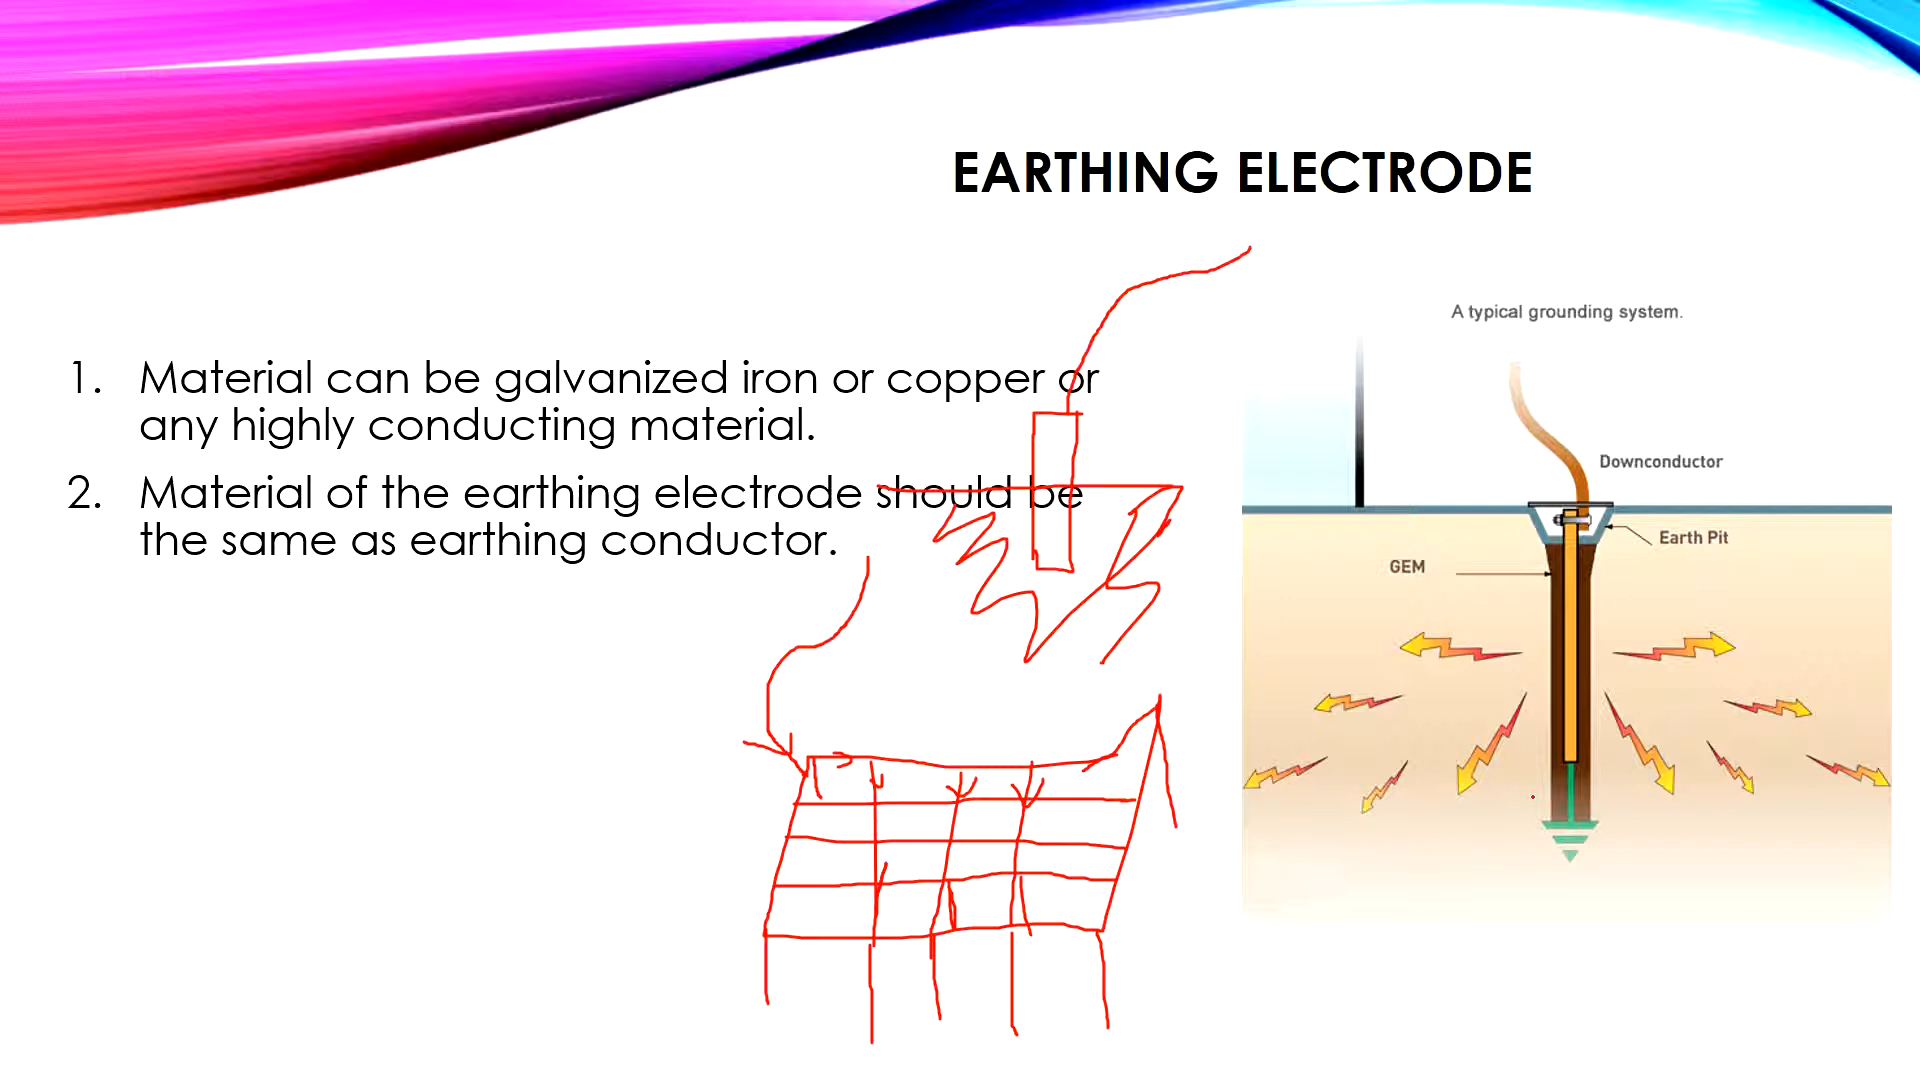 EARTHING ELECTRODE
1. Material can be galvanized iron or copper or
any highly conducting material.
2. Material of the earthing electrode should be
the same as earthing conductor.
A typical grounding system.
Downconductor
Earth Pit
GEM